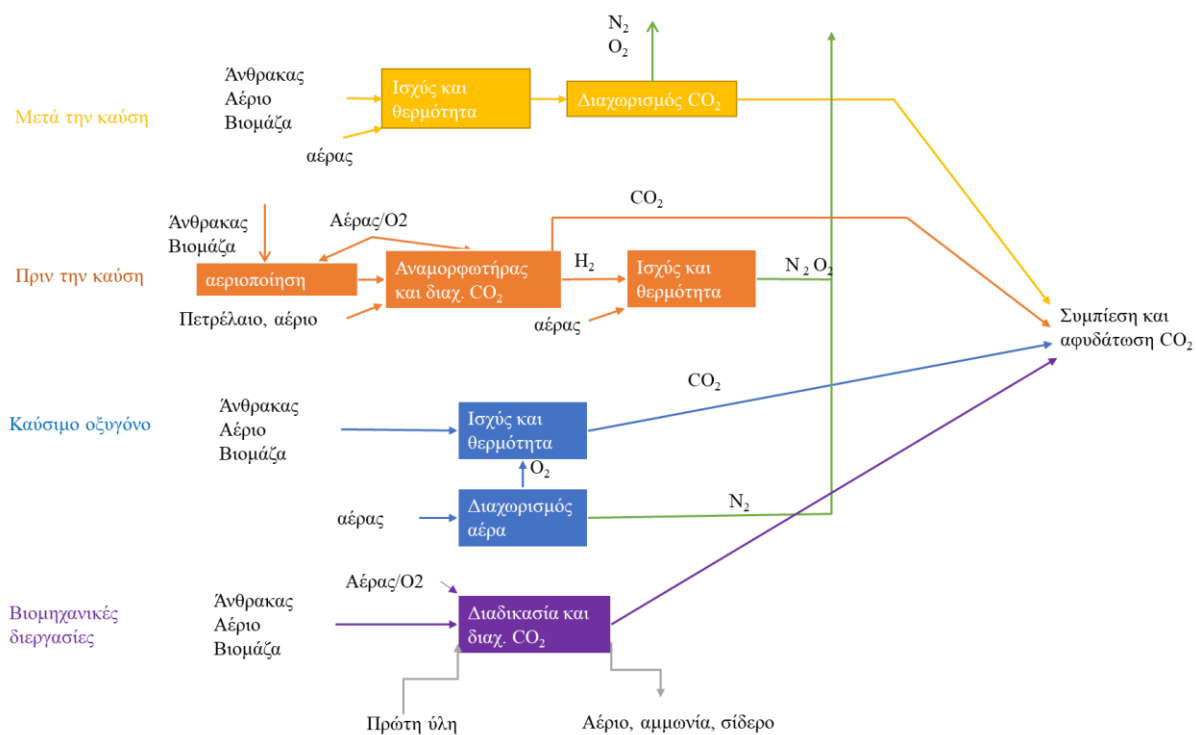 N₂
O₂
Άνθρακας
Αέριο
Βιομάζα
Ισχύς και
θερμότητα
Διαχωρισμός CO₂
Μετά την καύση
αέρας
CO₂
Άνθρακας
Βιομάζα
Αέρας/O2
Πριν την καύση
αεριοποίηση
Αναμορφωτήρας
και διαχ. CO₂
H₂
Ισχύς και
θερμότητα
N₂ O₂
Πετρέλαιο, αέριο
αέρας
Συμπίεση και
αφυδάτωση CO₂
CO₂
Καύσιμο οξυγόνο
Άνθρακας
Αέριο
Βιομάζα
Ισχύς και
θερμότητα
O₂
αέρας
Διαχωρισμός
αέρα
N₂
Αέρας/O2
Βιομηχανικές
διεργασίες
Άνθρακας
Αέριο
Βιομάζα
Διαδικασία και
διαχ. CO₂
Πρώτη ύλη
Αέριο, αμμωνία, σίδερο